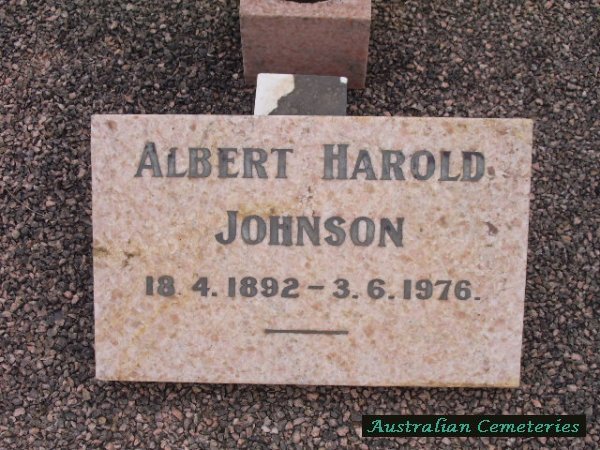 ALBERT HAROLD
JOHNSON
18.4.1892 – 3.6.1976.
Australian Cemeteries